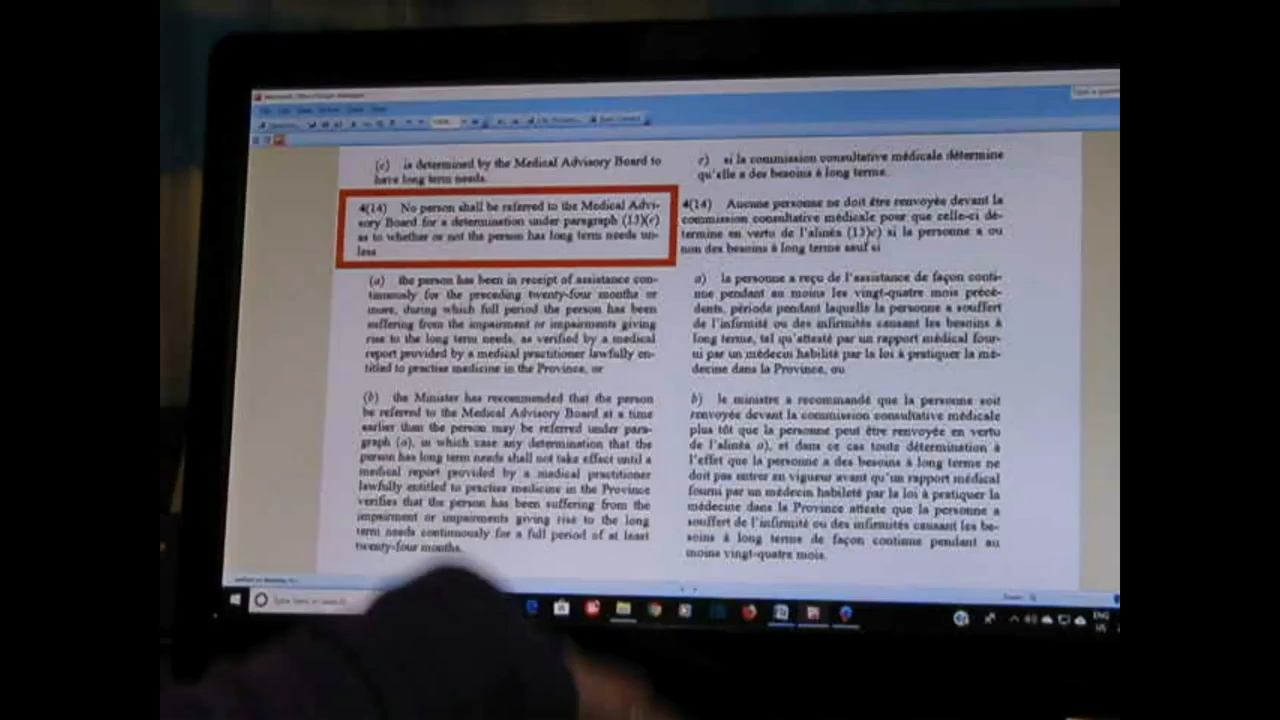 (c) is determined by the Medical Advisory Board to
have long term needs.
4(14) No person shall be referred to the Medical Advi-
sory Board for a determination under paragraph (13)(c)
as to whether or not the person has long term needs un-
less
(a) the person has been in receipt of assistance con-
tinuously for the preceding twenty-four months or
more, during which full period the person has been
suffering from the impairment or impairments giving
rise to the long term needs, as verified by a medical
report provided by a medical practitioner lawfully en-
titled to practise medicine in the Province, or
(b) the Minister has recommended that the person
be referred to the Medical Advisory Board at a time
earlier than the person may be referred under para-
graph (a), in which case any determination that the
person has long term needs shall not take effect until a
medical report provided by a medical practitioner
lawfully entitled to practise medicine in the Province
verifies that the person has been suffering from the
impairment or impairments giving rise to the long
term needs continuously for a full period of at least
twenty-four months.
c) si la commission consultative médicale détermine
qu'elle a des besoins à long terme.
4(14) Aucune personne ne doit être renvoyée devant la
commission consultative médicale pour que celle-ci dé-
termine en vertu de l'alinéa (13)c) si la personne a ou
non des besoins à long terme sauf si
a) la personne a reçu de l'assistance de façon conti-
nue pendant au moins les vingt-quatre mois précé-
dents, période pendant laquelle la personne a souffert
de l'infirmité ou des infirmités causant les besoins à
long terme, tel qu'attesté par un rapport médical four-
ni par un médecin habilité par la loi à pratiquer la mé-
decine dans la Province, ou
b) le ministre a recommandé que la personne soit
renvoyée devant la commission consultative médicale
plus tôt que la personne peut être renvoyée en vertu
de l'alinéa a), et dans ce cas toute détermination à
l'effet que la personne a des besoins à long terme ne
doit pas entrer en vigueur avant qu'un rapport médical
fourni par un médecin habileté par la loi à pratiquer la
médecine dans la Province atteste que la personne a
souffert de l'infirmité ou des infirmités causant les be-
soins à long terme de façon continue pendant au
moins vingt-quatre mois.
ENG